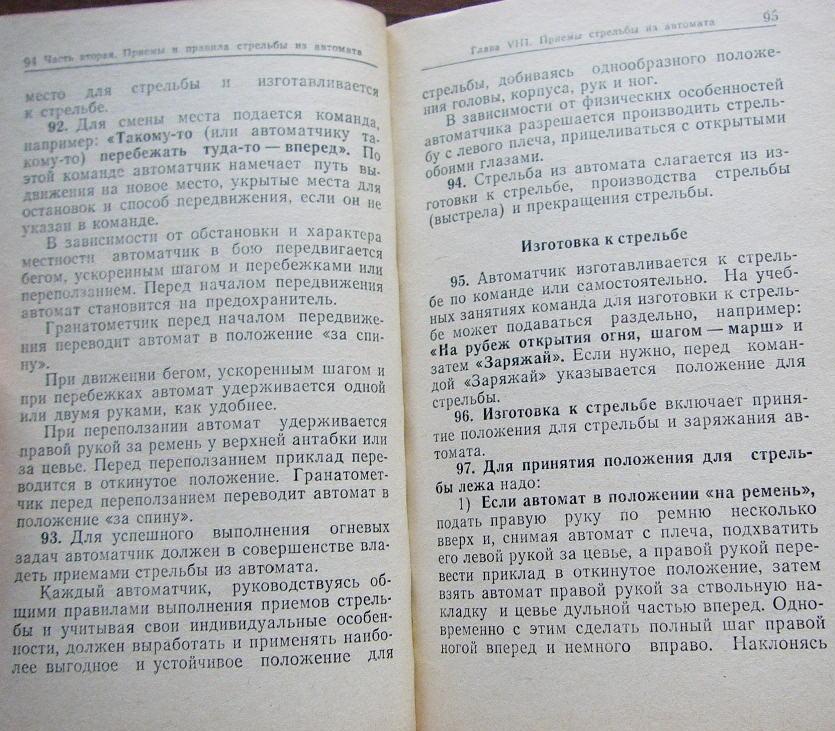 94 Часть вторая. Приемы и правила стрельбы из автомата
место для стрельбы и изготавливается
к стрельбе.
92. Для смены места подается команда,
например: «Такому-то (или автоматчику та-
кому-то) перебежать туда-то — вперед». По
этой команде автоматчик намечает путь вы-
движения на новое место, укрытые места для
остановок и способ передвижения, если он не
указан в команде.
В зависимости от обстановки и характера
местности автоматчик в бою передвигается
бегом, ускоренным шагом и перебежками или
переползанием. Перед началом передвижения
автомат становится на предохранитель.
Гранатометчик перед началом передвиже-
ния переводит автомат в положение «за спи-
ну».
При движении бегом, ускоренным шагом и
при перебежках автомат удерживается одной
или двумя руками, как удобнее.
При переползании автомат удерживается
правой рукой за ремень у верхней антабки или
за цевье. Перед переползанием приклад пере-
водится в откинутое положение. Гранатомет-
чик перед переползанием переводит автомат в
положение «за спину».
93. Для успешного выполнения огневых
задач автоматчик должен в совершенстве вла-
деть приемами стрельбы из автомата.
Каждый автоматчик, руководствуясь об-
щими правилами выполнения приемов стрель-
бы и учитывая свои индивидуальные особен-
ности, должен выработать и применять наибо-
лее выгодное и устойчивое положение для
Глава VIII. Приемы стрельбы из автомата 95
стрельбы, добиваясь однообразного положе-
ния головы, корпуса, рук и ног.
В зависимости от физических особенностей
автоматчика разрешается производить стрель-
бу с левого плеча, прицеливаться с открытыми
обоими глазами.
94. Стрельба из автомата слагается из из-
готовки к стрельбе, производства стрельбы
(выстрела) и прекращения стрельбы.
Изготовка к стрельбе
95. Автоматчик изготавливается к стрель-
бе по команде или самостоятельно. На учеб-
ных занятиях команда для изготовки к стрель-
бе может подаваться раздельно, например:
«На рубеж открытия огня, шагом — марш» и
затем «Заряжай». Если нужно, перед коман-
дой «Заряжай» указывается положение для
стрельбы.
96. Изготовка к стрельбе включает приня-
тие положения для стрельбы и заряжания ав-
томата.
97. Для принятия положения для стрель-
бы лежа надо:
1) Если автомат в положении «на ремень»,
подать правую руку по ремню несколько
вверх и, снимая автомат с плеча, подхватить
его левой рукой за цевье, а правой рукой пере-
вести приклад в откинутое положение, затем
взять автомат правой рукой за ствольную на-
кладку и цевье дульной частью вперед. Одно-
временно с этим сделать полный шаг правой
ногой вперед и немного вправо. Наклонясь